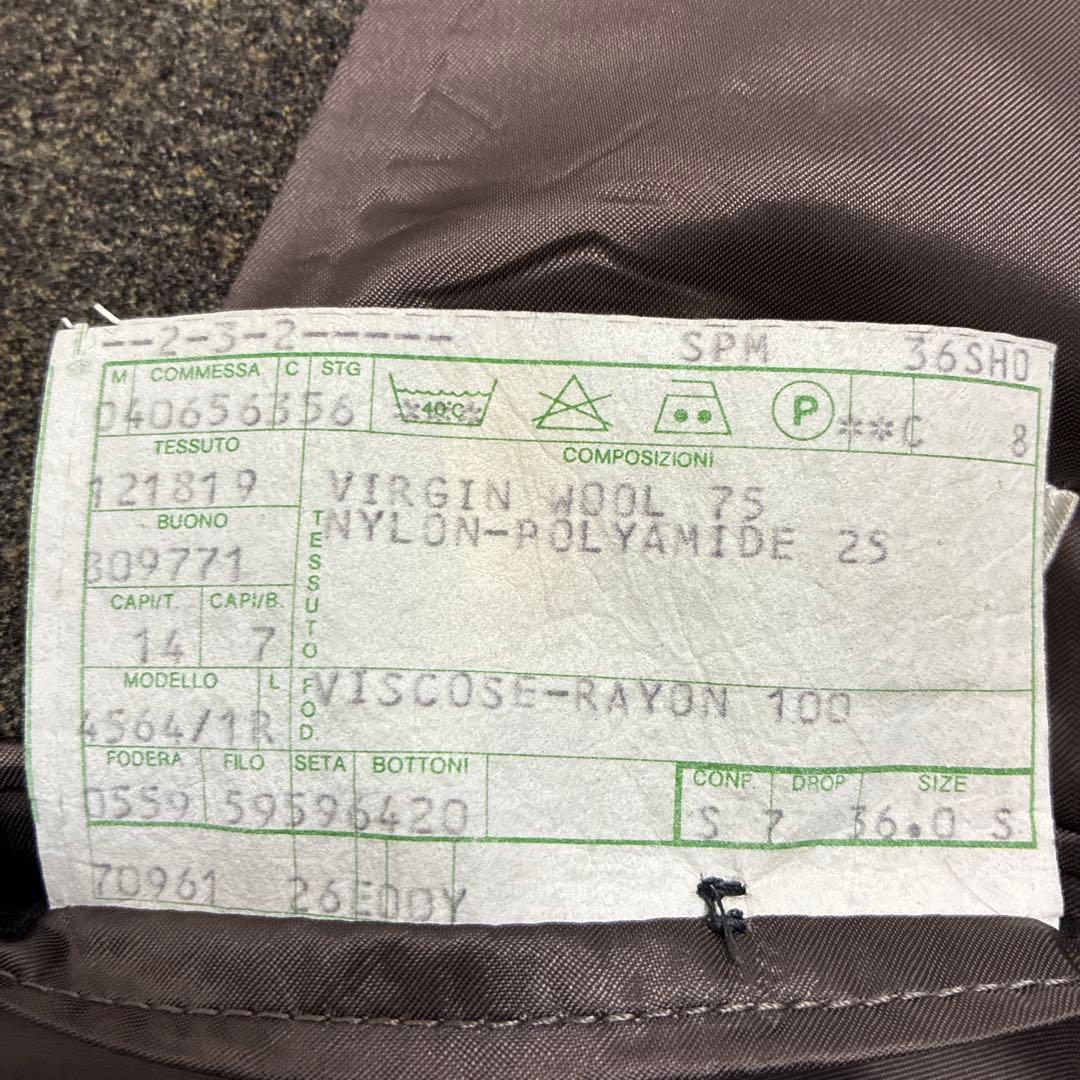 --2-3-2----- SPM 36SHO
M COMMESSA C STG
040656356 40°C P **C 8
TESSUTO COMPOSIZIONI
121819 VIRGIN WOOL 75
BUONO NYLON-POLYAMIDE 25
309771 TESSUTO
CAPI/T. CAPI/B.
14 7
MODELLO L FOD
4564/1R VISCOSE-RAYON 100
FODERA FILO SETA BOTTONI CONF. DROP SIZE
0559 59596420 S 7 36.0 S
70961 26EDDY